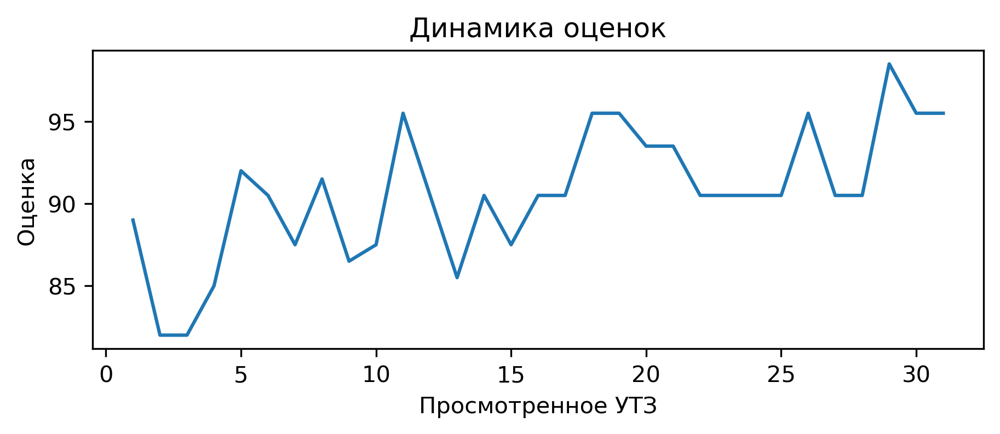 Динамика оценок
Оценка
95
90
85
0 5 10 15 20 25 30
Просмотренное УТЗ